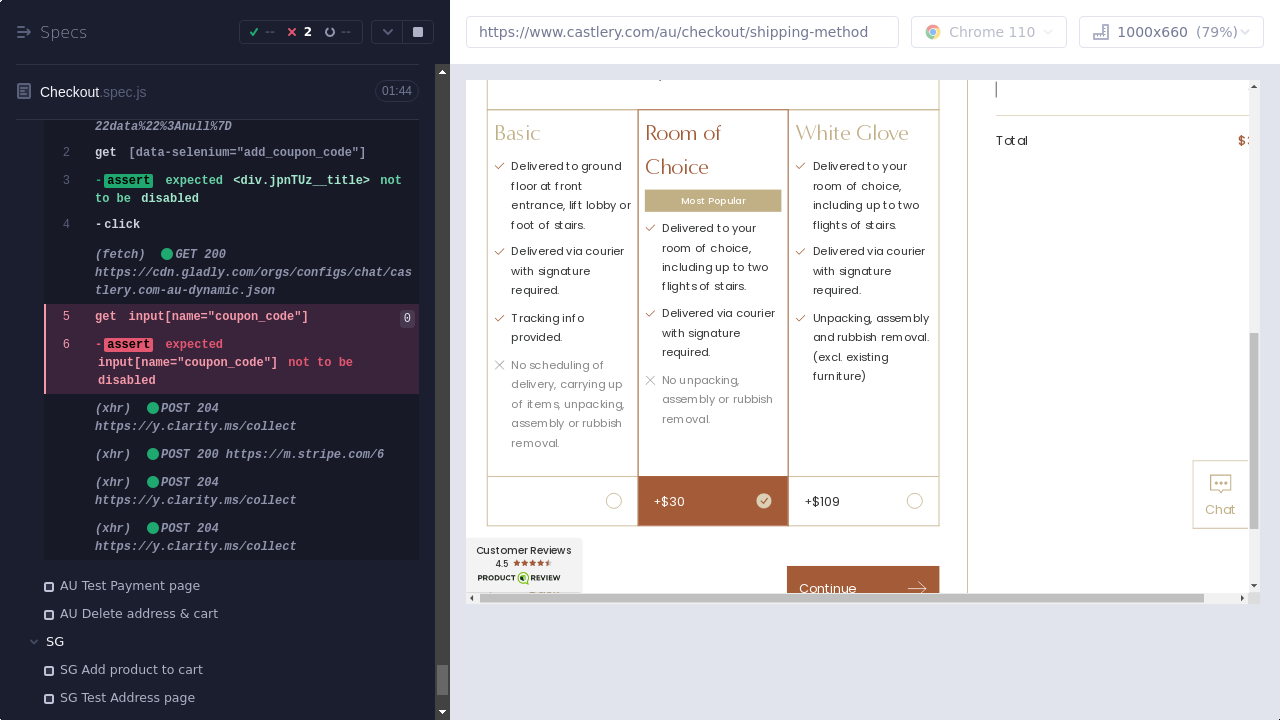 Specs
-- 2 --
https://www.castlery.com/au/checkout/shipping-method
Chrome 110
1000x660 (79%)
Checkout.spec.js
01:44
22data%22%3Anull%7D
2 get [data-selenium="add_coupon_code"]
3 -assert expected <div.jpnTUz__title> not
to be disabled
4 -click
(fetch) GET 200
https://cdn.gladly.com/orgs/configs/chat/cas
tlery.com-au-dynamic.json
5 get input[name="coupon_code"] 0
6 -assert expected
input[name="coupon_code"] not to be
disabled
(xhr) POST 204
https://y.clarity.ms/collect
(xhr) POST 200 https://m.stripe.com/6
(xhr) POST 204
https://y.clarity.ms/collect
(xhr) POST 204
https://y.clarity.ms/collect
AU Test Payment page
AU Delete address & cart
SG
SG Add product to cart
SG Test Address page
Basic
Delivered to ground
floor at front
entrance, lift lobby or
foot of stairs.
Delivered via courier
with signature
required.
Tracking info
provided.
No scheduling of
delivery, carrying up
of items, unpacking,
assembly or rubbish
removal.
Room of
Choice
Most Popular
Delivered to your
room of choice,
including up to two
flights of stairs.
Delivered via courier
with signature
required.
No unpacking,
assembly or rubbish
removal.
+$30
White Glove
Delivered to your
room of choice,
including up to two
flights of stairs.
Delivered via courier
with signature
required.
Unpacking, assembly
and rubbish removal.
(excl. existing
furniture)
+$109
Total
Chat
Customer Reviews
4.5
PRODUCT REVIEW
Continue